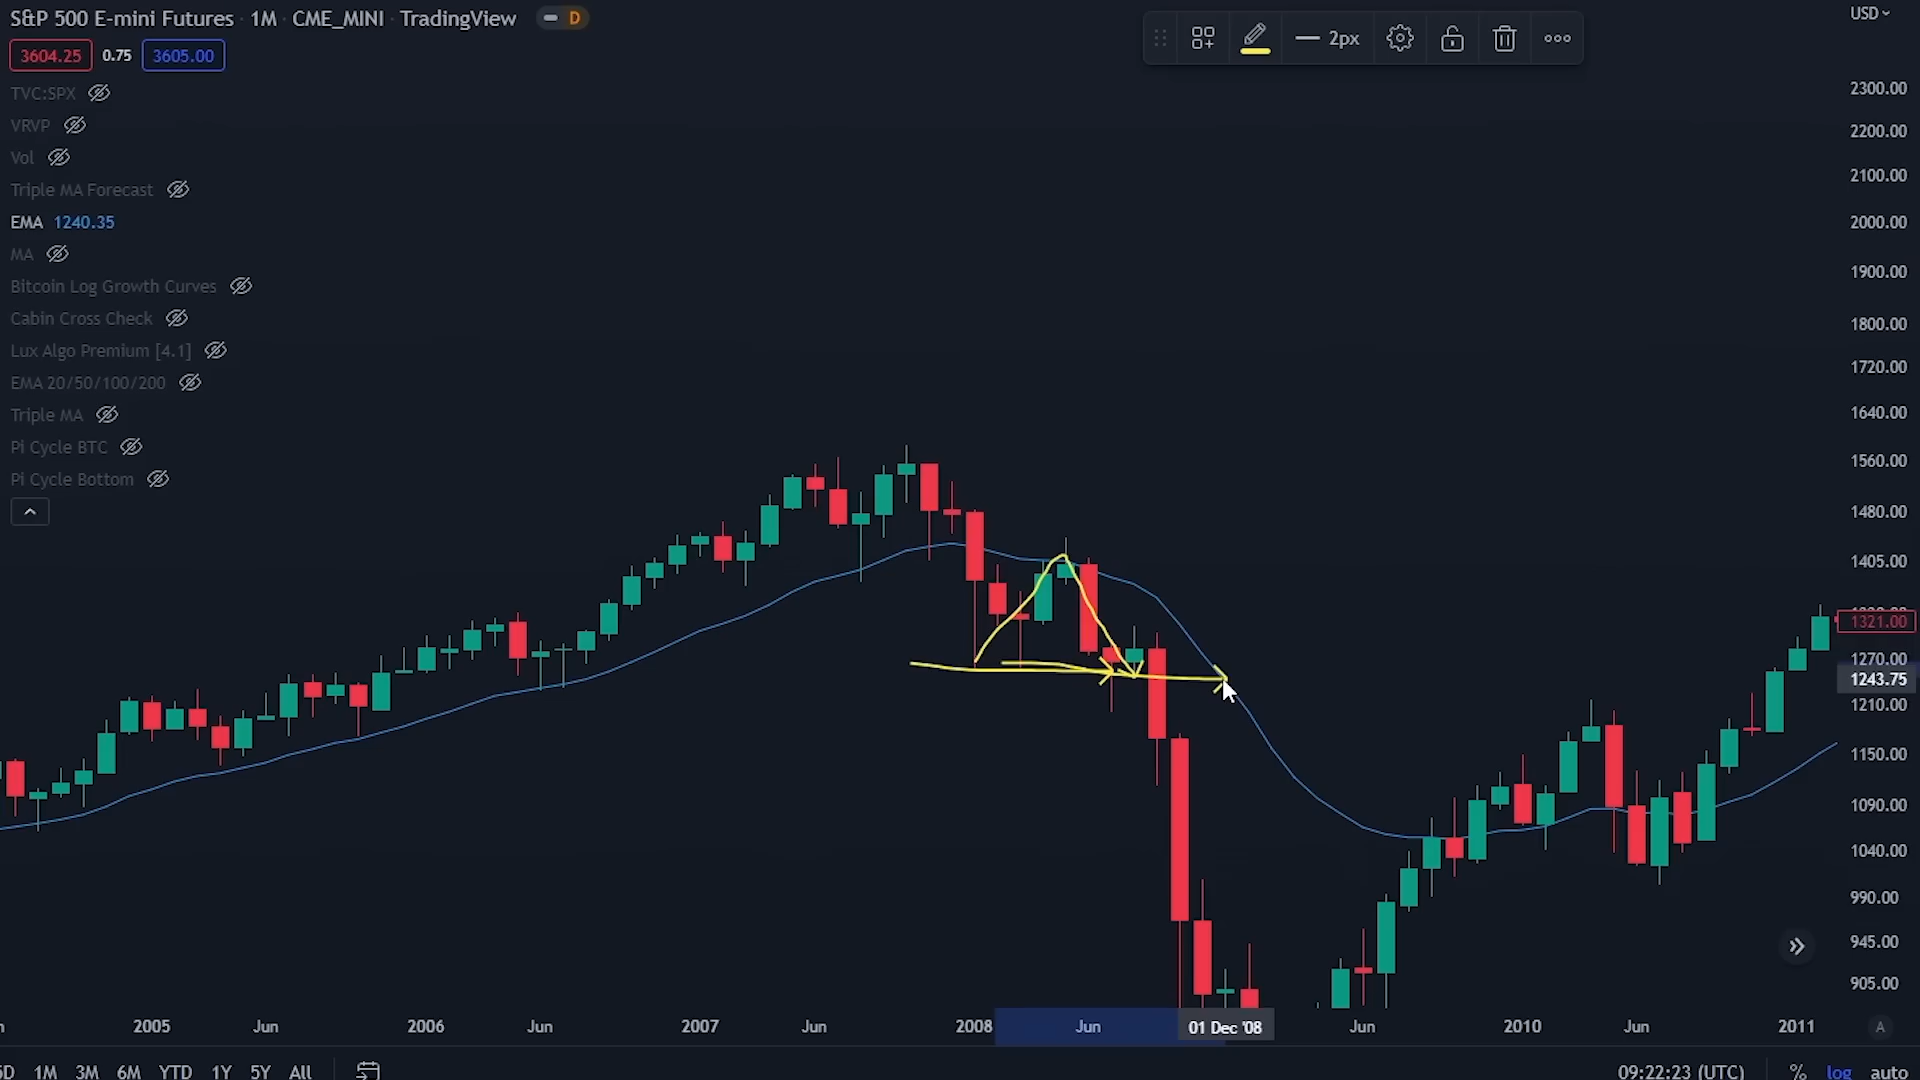 S&P 500 E-mini Futures · 1M · CME_MINI · TradingView D
USD
3604.25 0.75 3605.00
2px
TVC:SPX
VRVP
Vol
Triple MA Forecast
EMA 1240.35
MA
Bitcoin Log Growth Curves
Cabin Cross Check
Lux Algo Premium [4.1]
EMA 20/50/100/200
Triple MA
Pi Cycle BTC
Pi Cycle Bottom
2300.00
2200.00
2100.00
2000.00
1900.00
1800.00
1720.00
1640.00
1560.00
1480.00
1405.00
1321.00
1270.00
1243.75
1210.00
1150.00
1090.00
1040.00
990.00
945.00
905.00
2005 Jun 2006 Jun 2007 Jun 2008 Jun 01 Dec '08 Jun 2010 Jun 2011 A
5D 1M 3M 6M YTD 1Y 5Y All 09:22:23 (UTC) % log auto